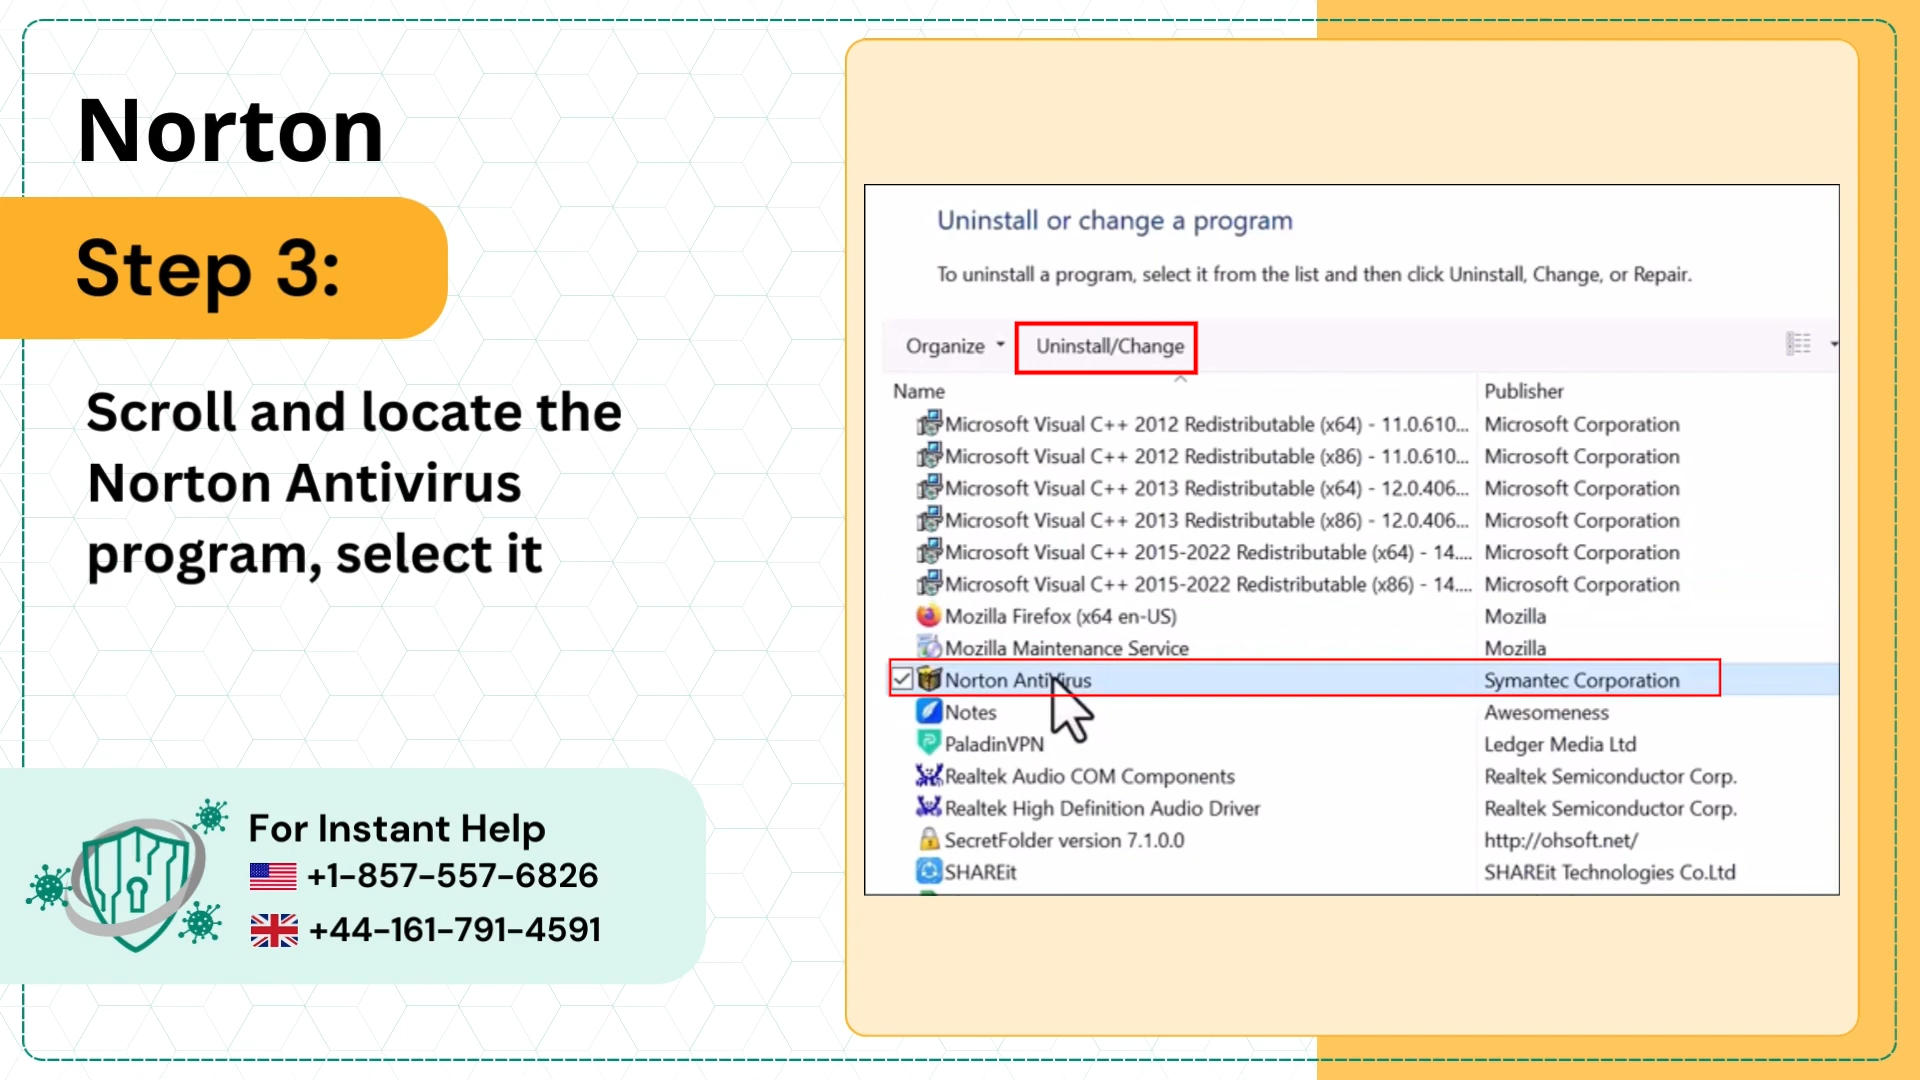 Norton
Step 3:
Scroll and locate the
Norton Antivirus
program, select it
For Instant Help
+1-857-557-6826
+44-161-791-4591
Uninstall or change a program
To uninstall a program, select it from the list and then click Uninstall, Change, or Repair.
Organize Uninstall/Change
Name Publisher
Microsoft Visual C++ 2012 Redistributable (x64) - 11.0.610... Microsoft Corporation
Microsoft Visual C++ 2012 Redistributable (x86) - 11.0.610... Microsoft Corporation
Microsoft Visual C++ 2013 Redistributable (x64) - 12.0.406... Microsoft Corporation
Microsoft Visual C++ 2013 Redistributable (x86) - 12.0.406... Microsoft Corporation
Microsoft Visual C++ 2015-2022 Redistributable (x64) - 14.... Microsoft Corporation
Microsoft Visual C++ 2015-2022 Redistributable (x86) - 14.... Microsoft Corporation
Mozilla Firefox (x64 en-US) Mozilla
Mozilla Maintenance Service Mozilla
Norton AntiVirus Symantec Corporation
Notes Awesomeness
PaladinVPN Ledger Media Ltd
Realtek Audio COM Components Realtek Semiconductor Corp.
Realtek High Definition Audio Driver Realtek Semiconductor Corp.
SecretFolder version 7.1.0.0 http://ohsoft.net/
SHAREit SHAREit Technologies Co.Ltd